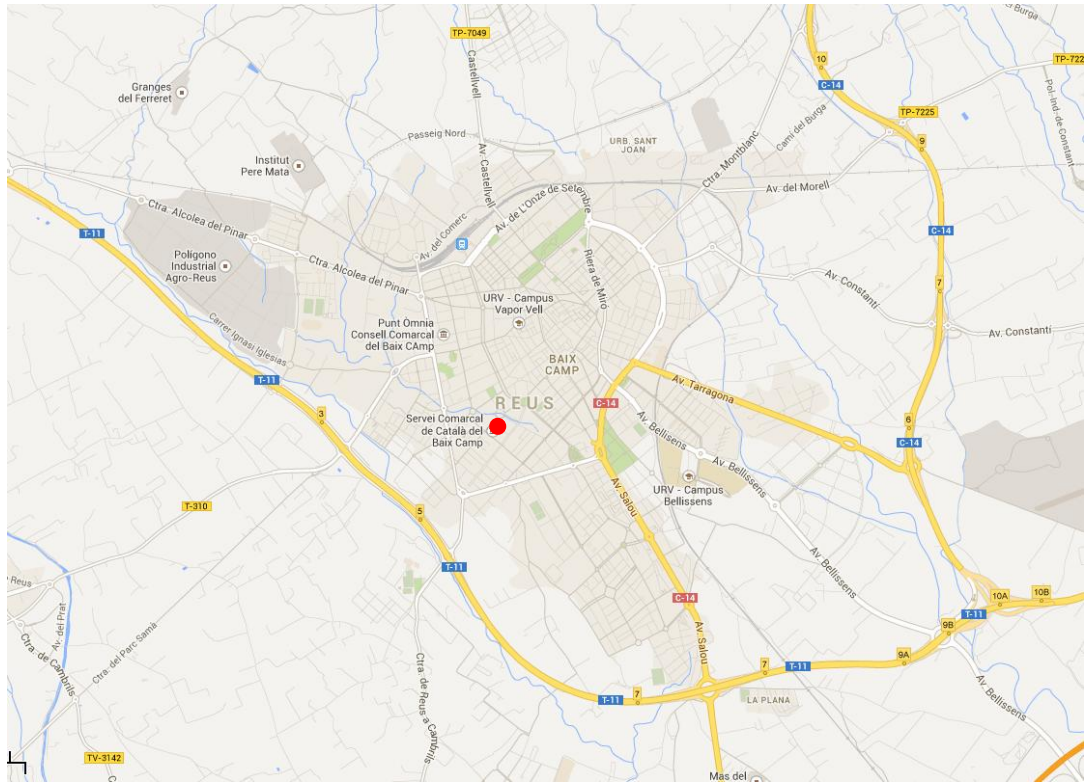 del Burga
TP-7049
Castellvell
10
TP-722
C-14
Granges
del Ferreret
Pol-Ind-de Constant
Passeig Nord
Camí del Burga
TP-7225
URB. SANT
JOAN
9
Institut
Pere Mata
Av. Castellvell
Ctra. Montblanc
Av. del Morell
Av. de L'Onze de Setembre
Ctra. Alcolea del Pinar
Av. del Comerç
T-11
C-14
Polígono
Industrial
Agro-Reus
Ctra. Alcolea del Pinar
Riera de Miró
Av. Constantí
7
URV - Campus
Vapor Vell
Carrer Ignasi Iglesias
Punt Òmnia
Consell Comarcal
del Baix CAmp
Av. Constantí
BAIX
CAMP
T-11
Av. Tarragona
REUS
C-14
3
Servei Comarcal
de Català del
Baix Camp
Av. Bellisens
6
C-14
Av. Bellissens
URV - Campus
Bellissens
Av. Salou
T-310
5
Av. Bellissens
T-11
Reus
C-14
10A
10B
T-11
Av. del Prat
Ctra. del Parc Samà
Ctra. de Cambrils
9B
Av. Salou
9A
7
T-11
Ctra. de Reus a Cambrils
Av. Bellissens
T-11
7
LA PLANA
TV-3142
Mas del